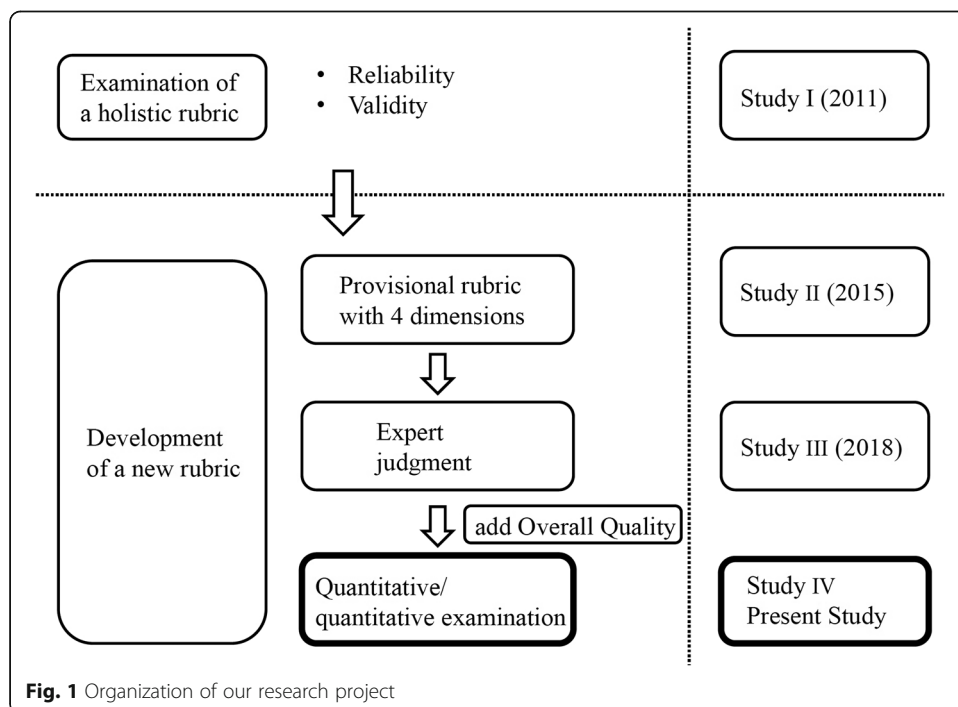 Examination of
a holistic rubric
• Reliability
• Validity
Study I (2011)
Provisional rubric
with 4 dimensions
Study II (2015)
Development
of a new rubric
Expert
judgment
Study III (2018)
add Overall Quality
Quantitative/
quantitative examination
Study IV
Present Study
Fig. 1 Organization of our research project